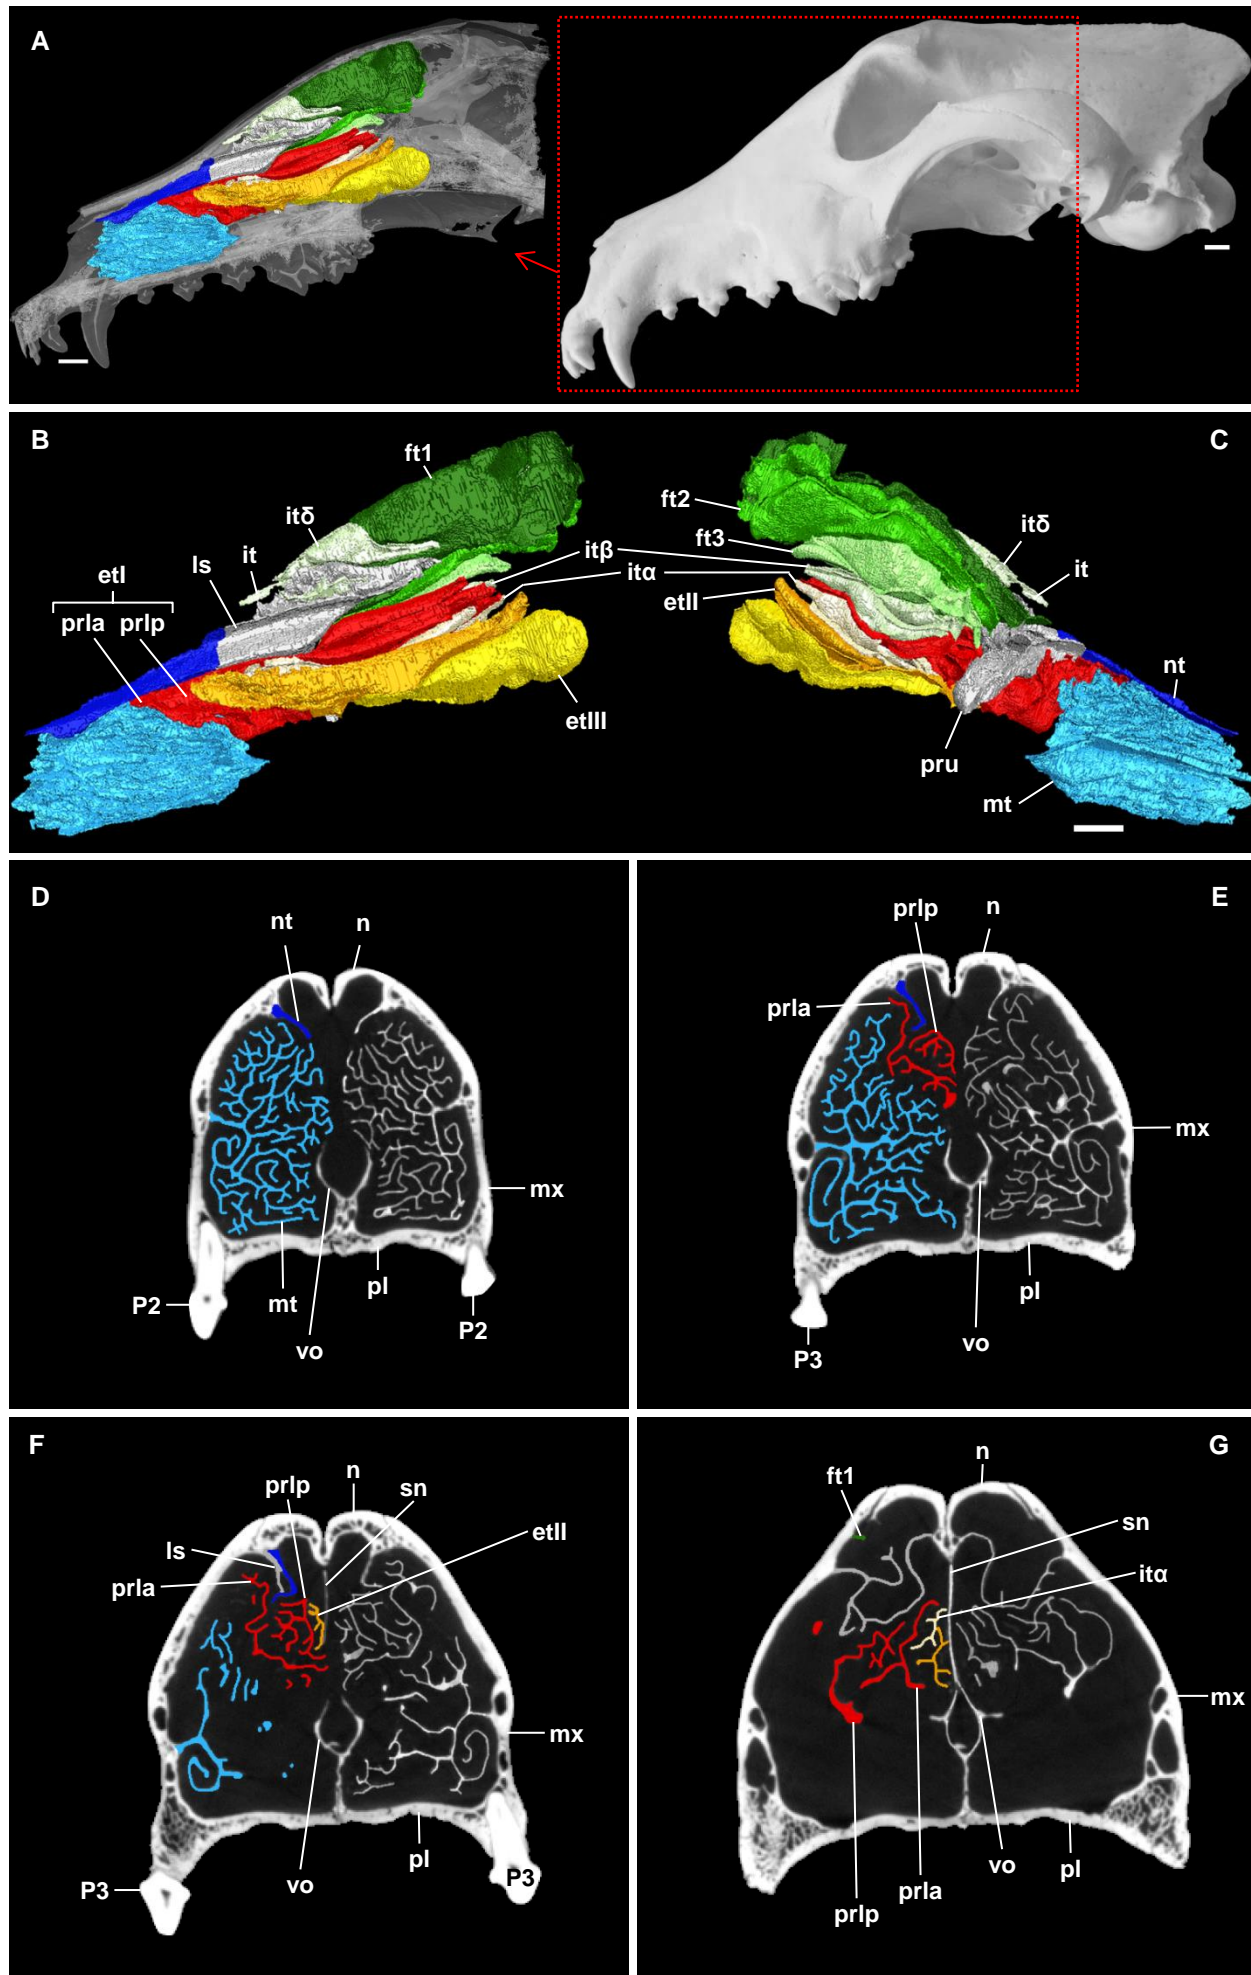 A
B
C
ft1
ft2
itδ
itδ
ft3
it
itβ
ls
itα
it
etI
etII
prla prlp
nt
etIII
pru
mt
D
E
prlp
n
nt
n
prla
mx
mx
pl
P2
mt
pl
P2
vo
vo
P3
F
G
n
n
ft1
prlp
sn
sn
etII
ls
itα
prla
mx
mx
pl
vo
pl
P3
vo
P3
prla
prlp